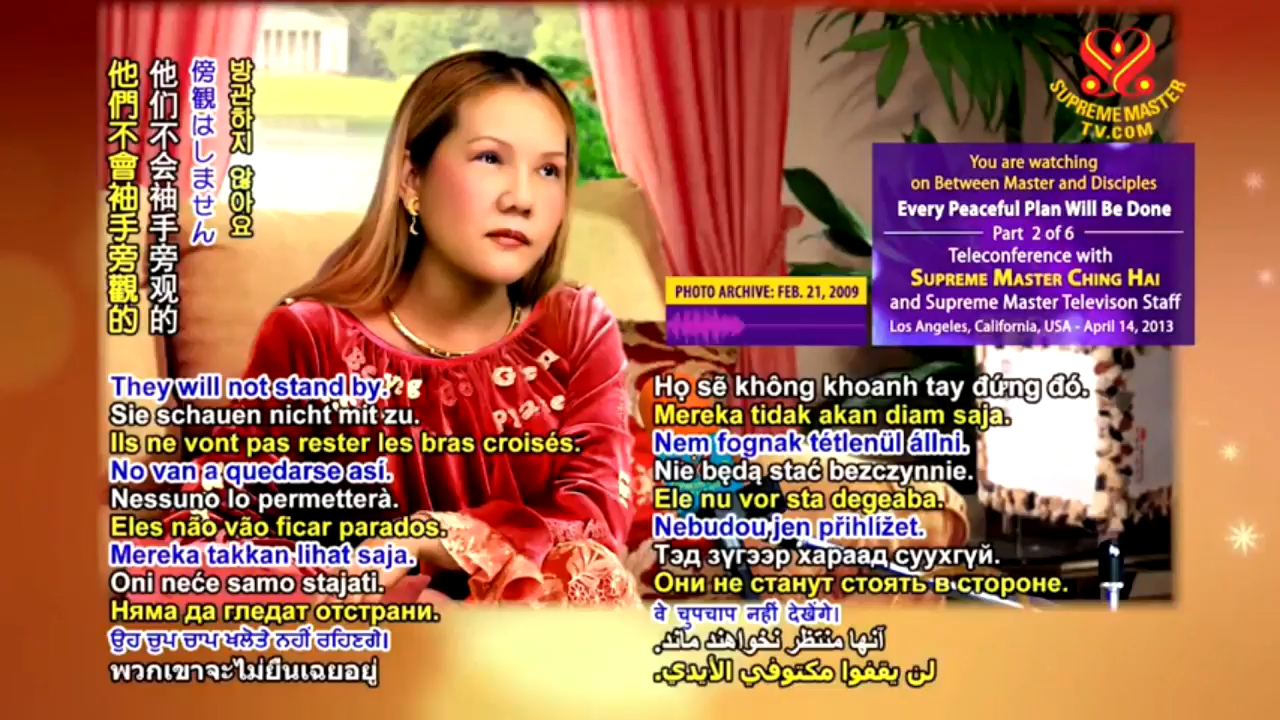 他們不會袖手旁觀的
他们不会袖手旁观的
傍観はしません
방관하지 않아요
SUPREME MASTER
TV.COM
You are watching
on Between Master and Disciples
Every Peaceful Plan Will Be Done
Part 2 of 6
Teleconference with
SUPREME MASTER CHING HAI
and Supreme Master Televison Staff
Los Angeles, California, USA - April 14, 2013
PHOTO ARCHIVE: FEB. 21, 2009
They will not stand by.
Sie schauen nicht mit zu.
Ils ne vont pas rester les bras croisés.
No van a quedarse así.
Nessuno lo permetterà.
Eles não vão ficar parados.
Mereka takkan lihat saja.
Oni neće samo stajati.
Няма да гледат отстрани.
ਉਹ ਚੁਪ ਚਾਪ ਖਲੋਤੇ ਨਹੀਂ ਰਹਿਣਗੇ।
พวกเขาจะไม่ยืนเฉยอยู่
Họ sẽ không khoanh tay đứng đó.
Mereka tidak akan diam saja.
Nem fognak tétlenül állni.
Nie będą stać bezczynnie.
Ele nu vor sta degeaba.
Nebudou jen přihlížet.
Тэд зүгээр хараад суухгүй.
Они не станут стоять в стороне.
वे चुपचाप नहीं देखेंगे।
آنها منتظر نخواهند ماند.
لن يقفوا مكتوفي الأيدي.